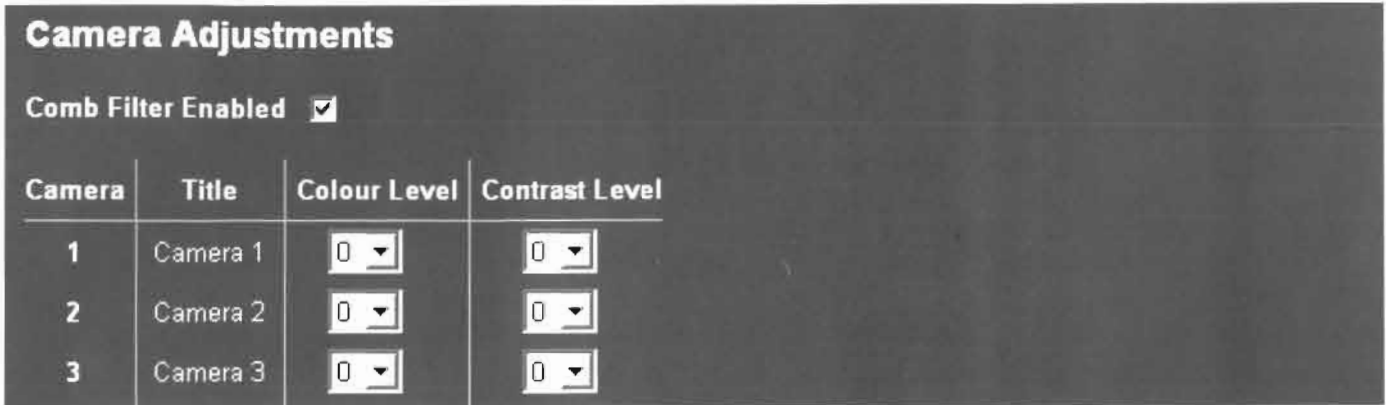 Camera Adjustments
Comb Filter Enabled
Camera Title Colour Level Contrast Level
1 Camera 1 0 0
2 Camera 2 0 0
3 Camera 3 0 0